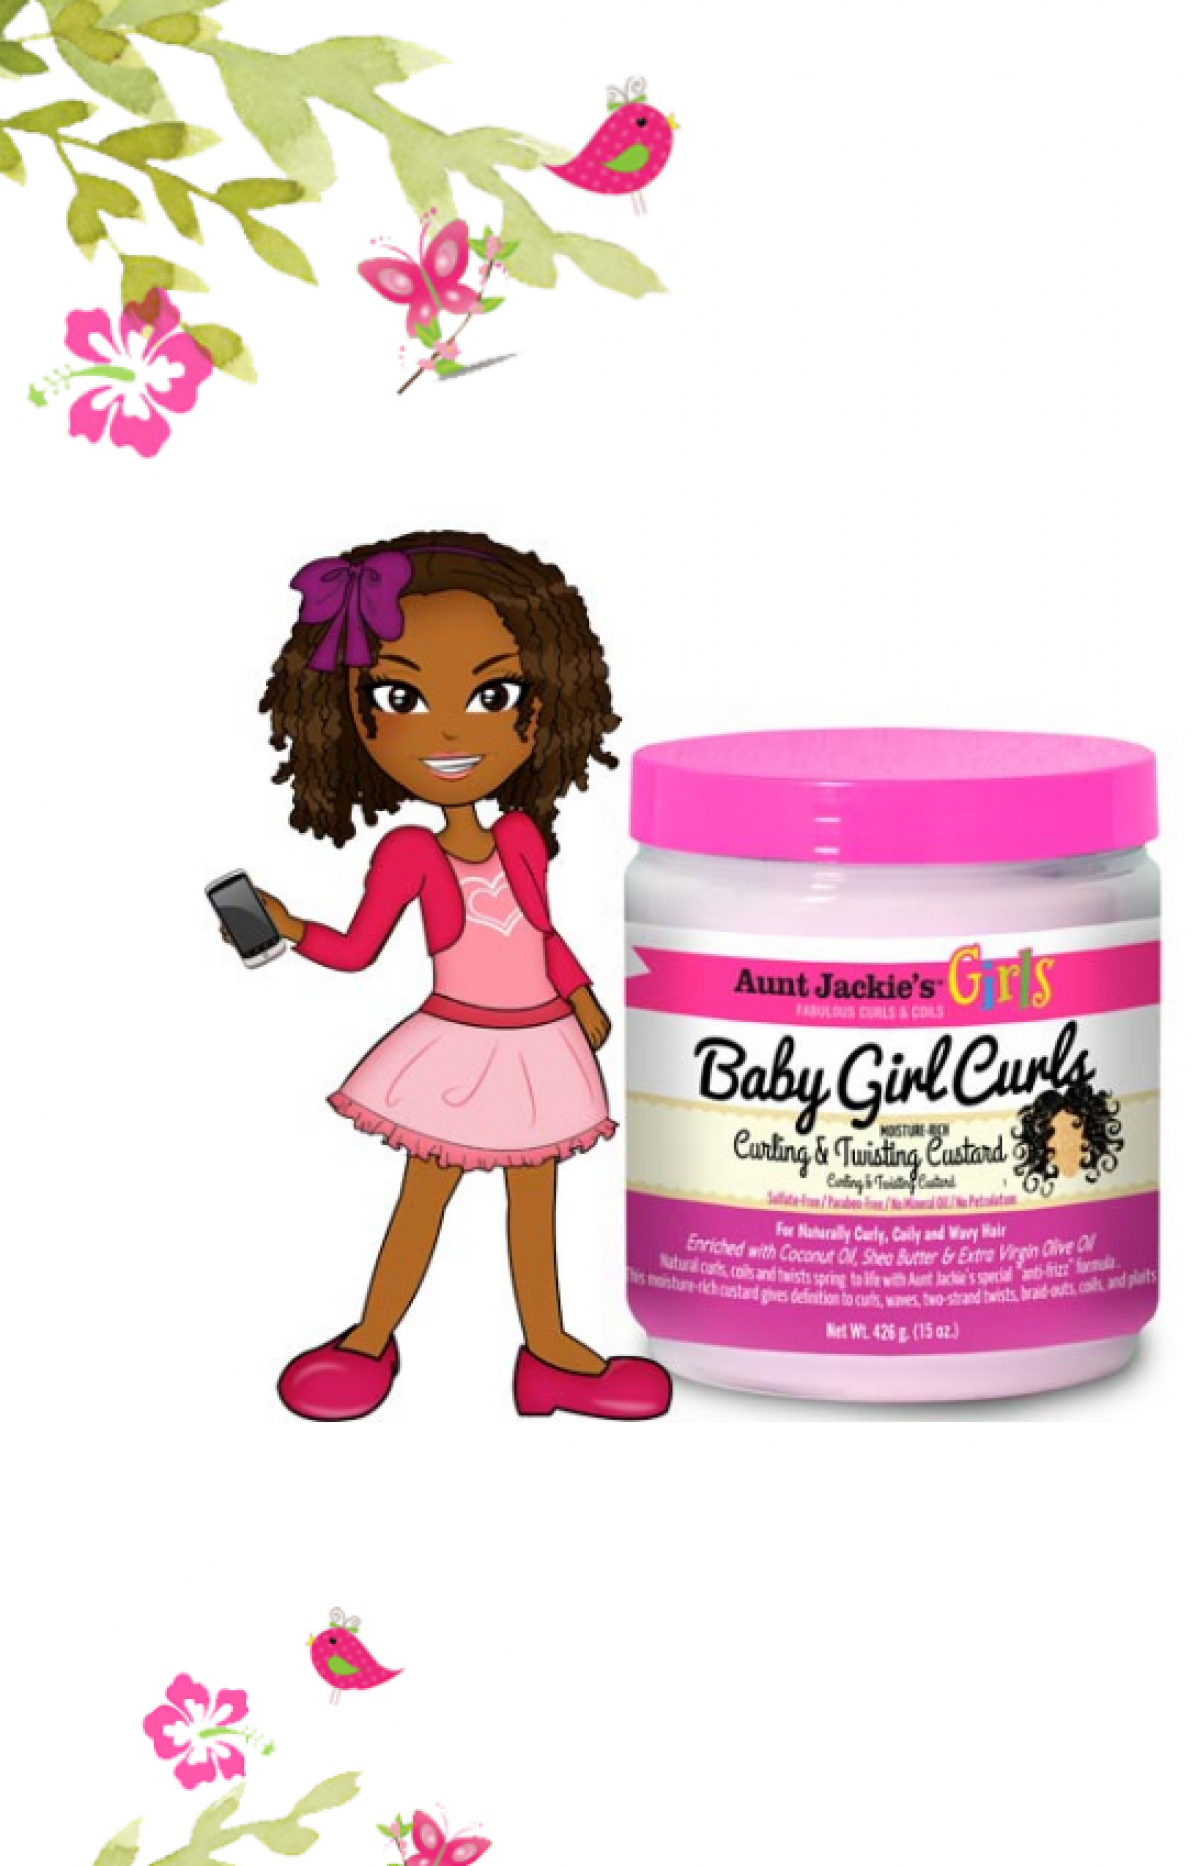 Aunt Jackie's™ Girls
FABULOUS CURLS & COILS
Baby Girl Curls
MOISTURE-RICH
Curling & Twisting Custard
Curling & Twisting Custard
Sulfate-Free / Paraben-Free / No Mineral Oil / No Petrolatum
For Naturally Curly, Coily and Wavy Hair
Enriched with Coconut Oil, Shea Butter & Extra Virgin Olive Oil
Natural curls, coils and twists spring to life with Aunt Jackie's special "anti-frizz" formula.
This moisture-rich custard gives definition to curls, waves, two-strand twists, braid-outs, coils, and plaits
Net Wt. 426 g. (15 oz.)